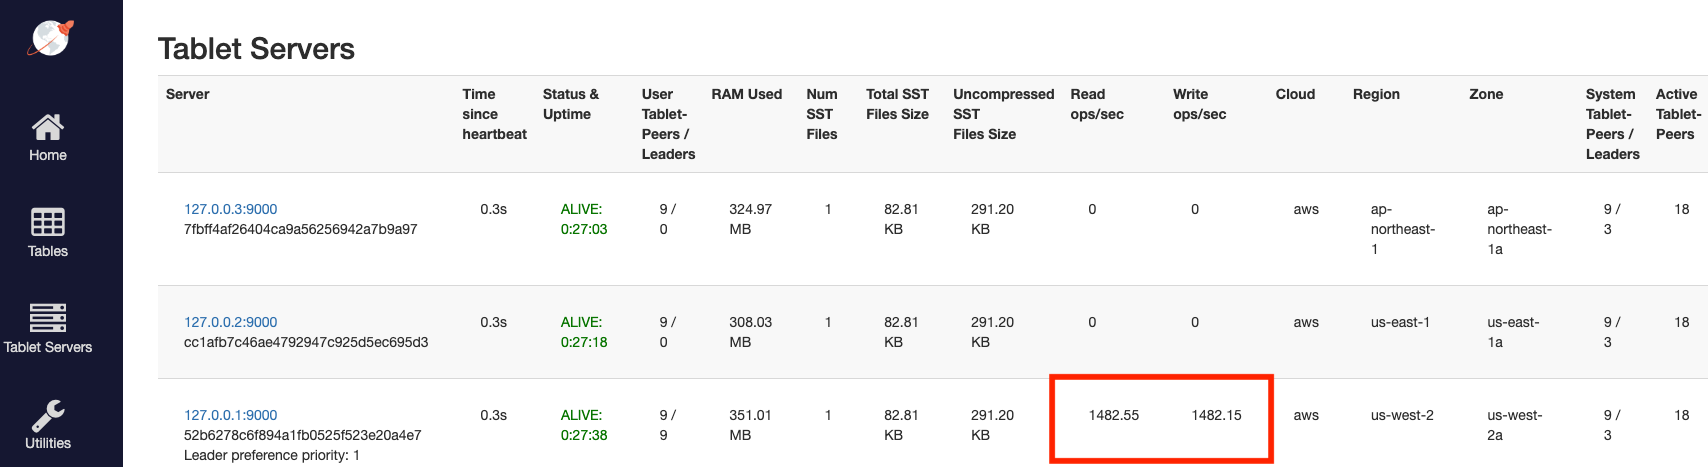 Tablet Servers
Server
Time since heartbeat
Status & Uptime
User Tablet-Peers / Leaders
RAM Used
Num SST Files
Total SST Files Size
Uncompressed SST Files Size
Read ops/sec
Write ops/sec
Cloud
Region
Zone
System Tablet-Peers / Leaders
Active Tablet-Peers
127.0.0.3:9000
7fbff4af26404ca9a56256942a7b9a97
0.3s
ALIVE: 0:27:03
9 / 0
324.97 MB
1
82.81 KB
291.20 KB
0
0
aws
ap-northeast-1
ap-northeast-1a
9 / 3
18
127.0.0.2:9000
cc1afb7c46ae4792947c925d5ec695d3
0.3s
ALIVE: 0:27:18
9 / 0
308.03 MB
1
82.81 KB
291.20 KB
0
0
aws
us-east-1
us-east-1a
9 / 3
18
127.0.0.1:9000
52b6278c6f894a1fb0525f523e20a4e7
Leader preference priority: 1
0.3s
ALIVE: 0:27:38
9 / 9
351.01 MB
1
82.81 KB
291.20 KB
1482.55
1482.15
aws
us-west-2
us-west-2a
9 / 3
18
Home
Tables
Tablet Servers
Utilities